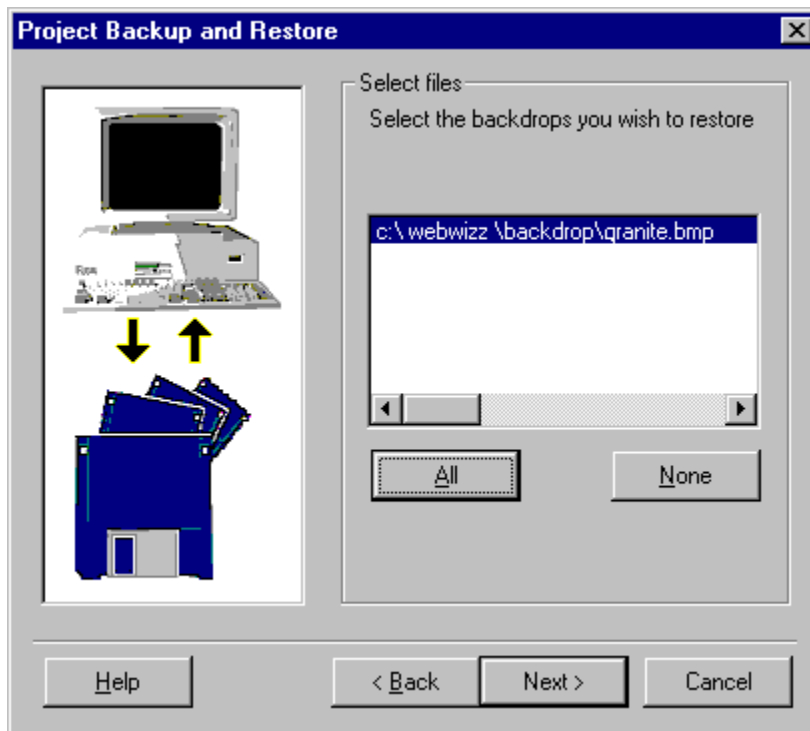 Project Backup and Restore
Select files
Select the backdrops you wish to restore
c:\ webwizz \backdrop\granite.bmp
All
None
Help
< Back
Next >
Cancel